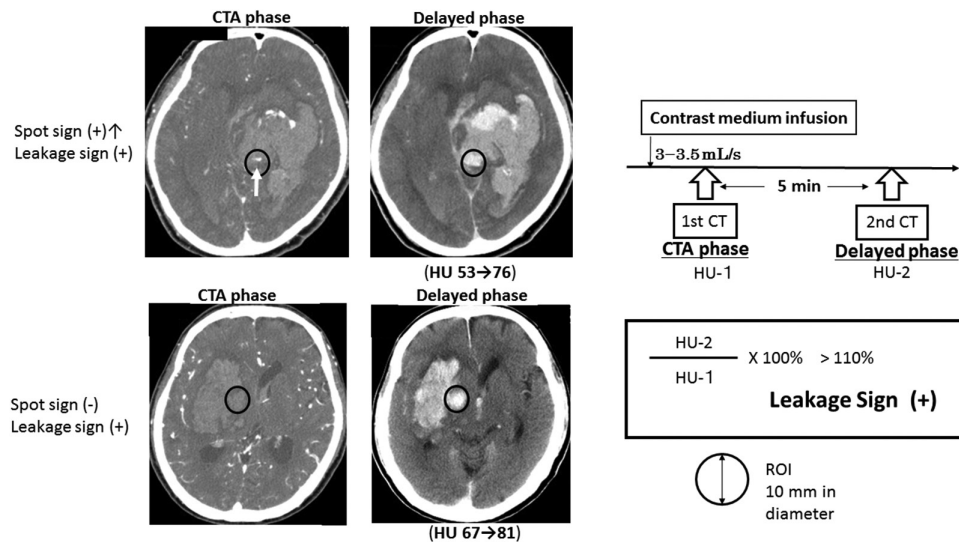 CTA phase
Delayed phase
Spot sign (+)↑
Leakage sign (+)
(HU 53→76)
CTA phase
Delayed phase
Spot sign (-)
Leakage sign (+)
(HU 67→81)
Contrast medium infusion
3–3.5 mL/s
5 min
1st CT
2nd CT
CTA phase
Delayed phase
HU-1
HU-2
HU-2
HU-1
X 100% > 110%
Leakage Sign (+)
ROI
10 mm in
diameter